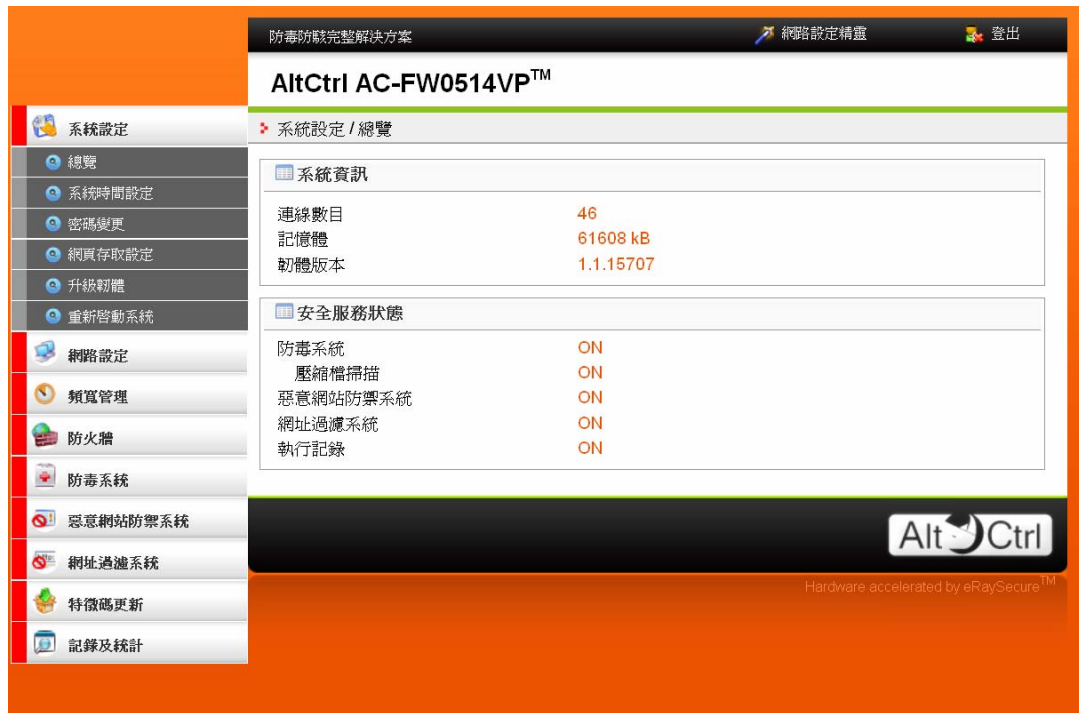 防毒防駭完整解決方案
網路設定精靈
登出
AltCtrl AC-FW0514VP™
系統設定
總覽
系統時間設定
密碼變更
網頁存取設定
升級韌體
重新啓動系統
網路設定
頻寬管理
防火牆
防毒系統
惡意網站防禦系統
網址過濾系統
特徵碼更新
記錄及統計
系統設定 / 總覽
系統資訊
連線數目 46
記憶體 61608 kB
韌體版本 1.1.15707
安全服務狀態
防毒系統 ON
壓縮檔掃描 ON
惡意網站防禦系統 ON
網址過濾系統 ON
執行記錄 ON
Alt Ctrl
Hardware accelerated by eRaySecure™